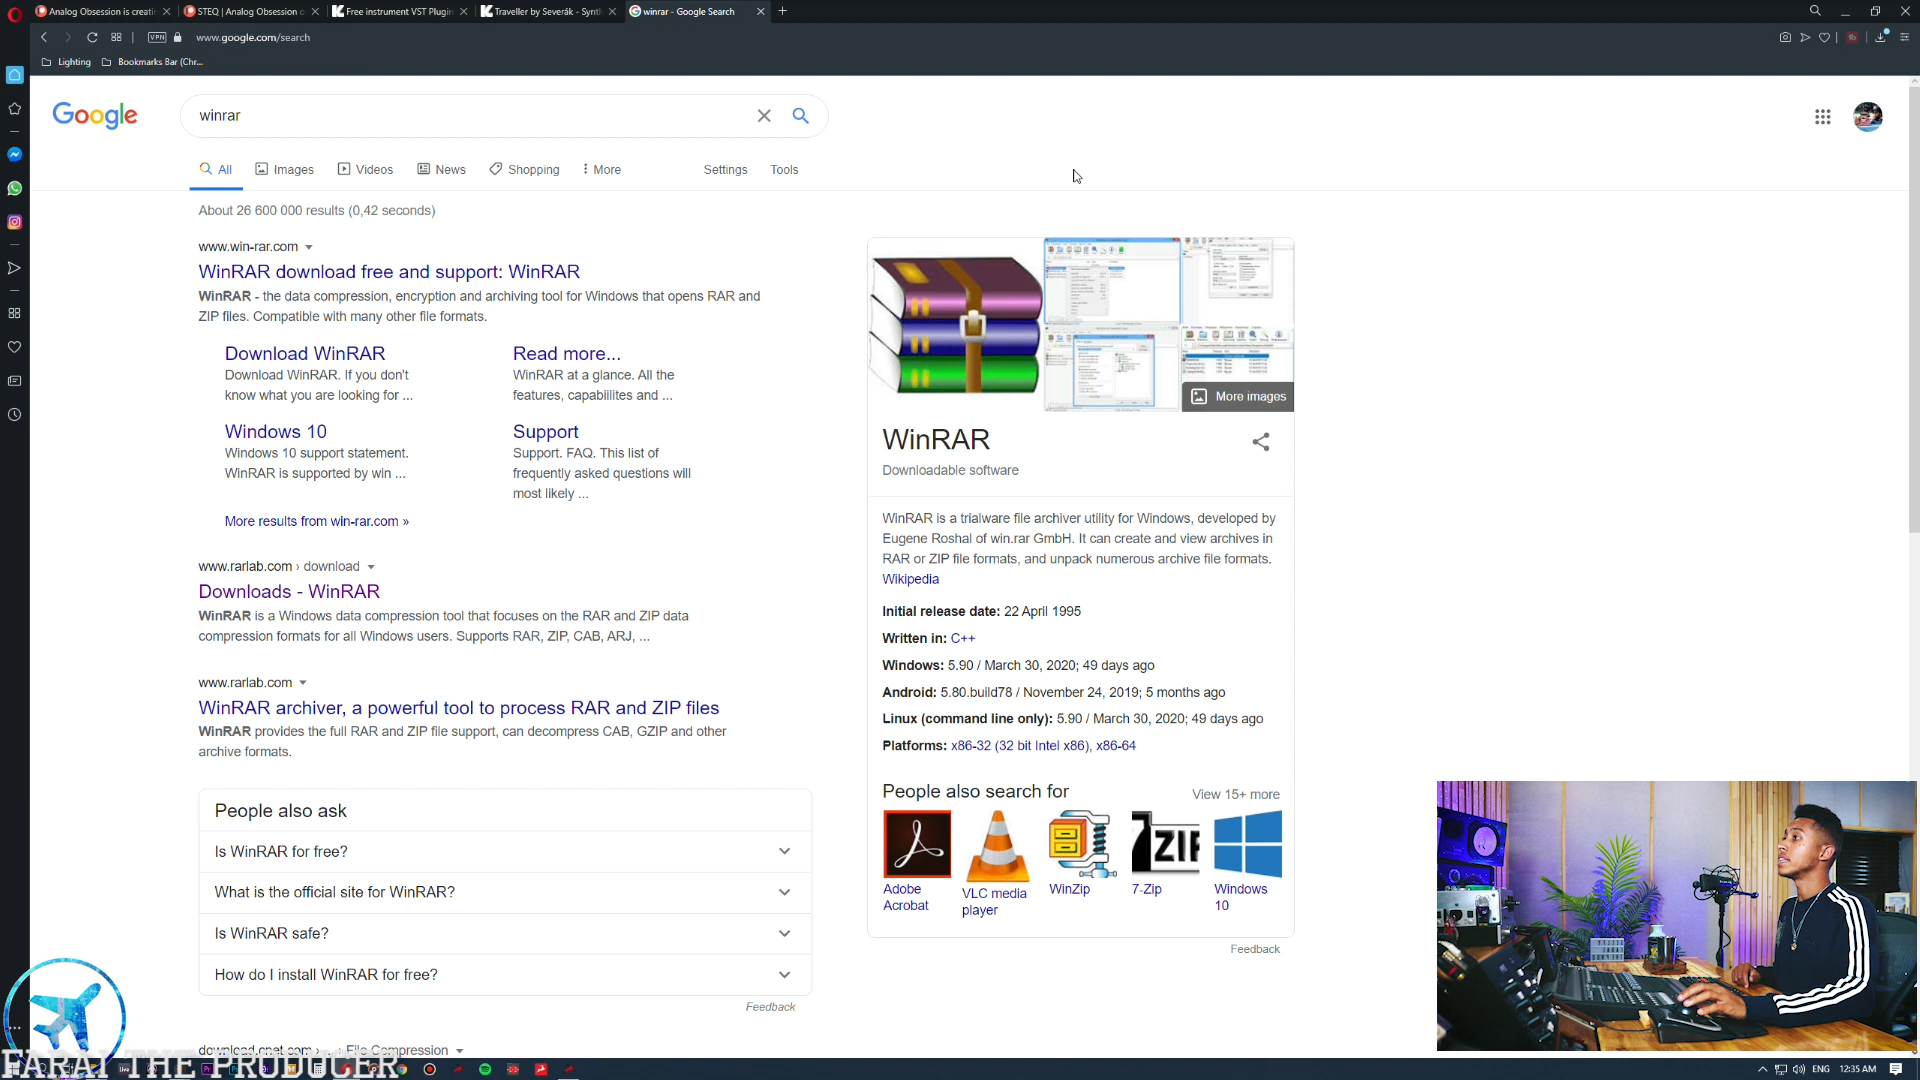 Analog Obsession is creati
STEQ | Analog Obsession o
Free instrument VST Plugin
Traveller by Severák - Synt
winrar - Google Search
VPN
www.google.com/search
Lighting
Bookmarks Bar (Chr...
Google
winrar
All
Images
Videos
News
Shopping
More
Settings
Tools
About 26 600 000 results (0,42 seconds)
www.win-rar.com
WinRAR download free and support: WinRAR
WinRAR - the data compression, encryption and archiving tool for Windows that opens RAR and
ZIP files. Compatible with many other file formats.
Download WinRAR
Download WinRAR. If you don't
know what you are looking for ...
Read more...
WinRAR at a glance. All the
features, capabiilites and ...
Windows 10
Windows 10 support statement.
WinRAR is supported by win ...
Support
Support. FAQ. This list of
frequently asked questions will
most likely ...
More results from win-rar.com »
www.rarlab.com › download
Downloads - WinRAR
WinRAR is a Windows data compression tool that focuses on the RAR and ZIP data
compression formats for all Windows users. Supports RAR, ZIP, CAB, ARJ, ...
www.rarlab.com
WinRAR archiver, a powerful tool to process RAR and ZIP files
WinRAR provides the full RAR and ZIP file support, can decompress CAB, GZIP and other
archive formats.
People also ask
Is WinRAR for free?
What is the official site for WinRAR?
Is WinRAR safe?
How do I install WinRAR for free?
Feedback
download.cnet.com › ... › File Compression
More images
WinRAR
Downloadable software
WinRAR is a trialware file archiver utility for Windows, developed by
Eugene Roshal of win.rar GmbH. It can create and view archives in
RAR or ZIP file formats, and unpack numerous archive file formats.
Wikipedia
Initial release date: 22 April 1995
Written in: C++
Windows: 5.90 / March 30, 2020; 49 days ago
Android: 5.80.build78 / November 24, 2019; 5 months ago
Linux (command line only): 5.90 / March 30, 2020; 49 days ago
Platforms: x86-32 (32 bit Intel x86), x86-64
People also search for
View 15+ more
7ZIP
Adobe
Acrobat
VLC media
player
WinZip
7-Zip
Windows
10
Feedback
FARAI THE PRODUCER
ENG
12:35 AM